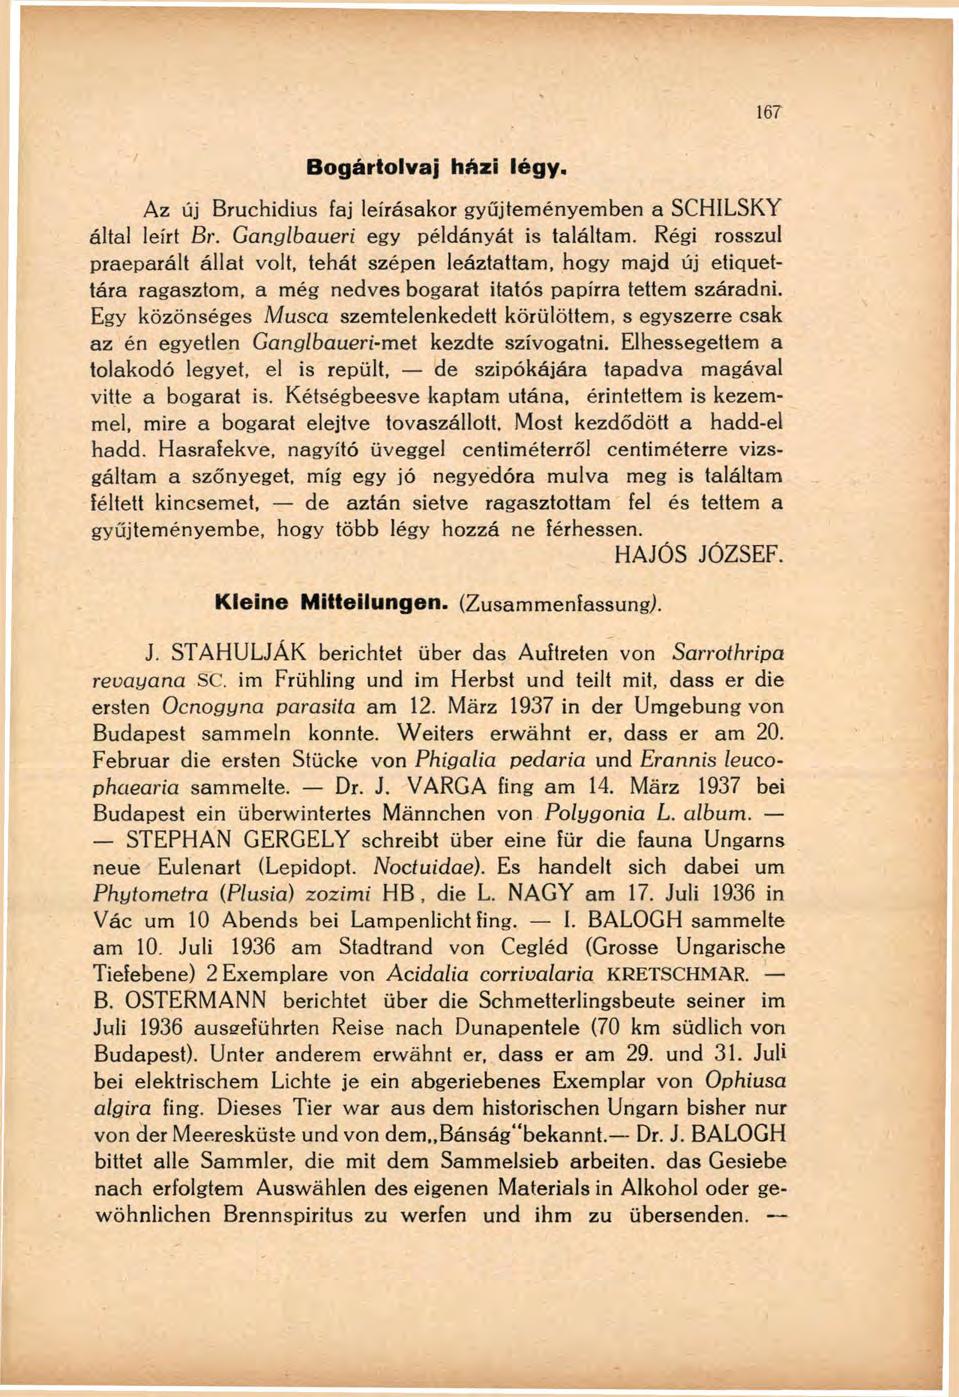 167
Bogártolvaj házi légy.
Az új Bruchidius faj leírásakor gyűjteményemben a SCHILSKY
által leírt Br. Ganglbaueri egy példányát is találtam. Régi rosszul
praeparált állat volt, tehát szépen leáztattam, hogy majd új etiquet-
tára ragasztom, a még nedves bogarat itatós papírra tettem száradni.
Egy közönséges Musca szemtelenkedett körülöttem, s egyszerre csak
az én egyetlen Ganglbaueri-met kezdte szívogatni. Elhessegettem a
tolakodó legyet, el is repült, — de szipókájára tapadva magával
vitte a bogarat is. Kétségbeesve kaptam utána, érintettem is kezem-
mel, mire a bogarat elejtve tovaszállott. Most kezdődött a hadd-el
hadd. Hasrafekve, nagyító üveggel centiméterről centiméterre vizs-
gáltam a szőnyeget, míg egy jó negyedóra mulva meg is találtam
féltett kincsemet, — de aztán sietve ragasztottam fel és tettem a
gyűjteményembe, hogy több légy hozzá ne férhessen.
HAJÓS JÓZSEF.
Kleine Mitteilungen. (Zusammenfassung).
J. STAHULJÁK berichtet über das Auftreten von Sarrothripa
revayana SC. im Frühling und im Herbst und teilt mit, dass er die
ersten Ocnogyna parasita am 12. März 1937 in der Umgebung von
Budapest sammeln konnte. Weiters erwähnt er, dass er am 20.
Februar die ersten Stücke von Phigalia pedaria und Erannis leuco-
phaearia sammelte. — Dr. J. VARGA fing am 14. März 1937 bei
Budapest ein überwintertes Männchen von Polygonia L. album. —
— STEPHAN GERGELY schreibt über eine für die fauna Ungarns
neue Eulenart (Lepidopt. Noctuidae). Es handelt sich dabei um
Phytometra (Plusia) zozimi HB, die L. NAGY am 17. Juli 1936 in
Vác um 10 Abends bei Lampenlicht fing. — I. BALOGH sammelte
am 10. Juli 1936 am Stadtrand von Cegléd (Grosse Ungarische
Tiefebene) 2 Exemplare von Acidalia corrivalaria KRETSCHMAR. —
B. OSTERMANN berichtet über die Schmetterlingsbeute seiner im
Juli 1936 ausgeführten Reise nach Dunapentele (70 km südlich von
Budapest). Unter anderem erwähnt er, dass er am 29. und 31. Juli
bei elektrischem Lichte je ein abgeriebenes Exemplar von Ophiusa
algira fing. Dieses Tier war aus dem historischen Ungarn bisher nur
von der Meeresküste und von dem„Bánság“bekannt.— Dr. J. BALOGH
bittet alle Sammler, die mit dem Sammelsieb arbeiten. das Gesiebe
nach erfolgtem Auswählen des eigenen Materials in Alkohol oder ge-
wöhnlichen Brennspiritus zu werfen und ihm zu übersenden. —